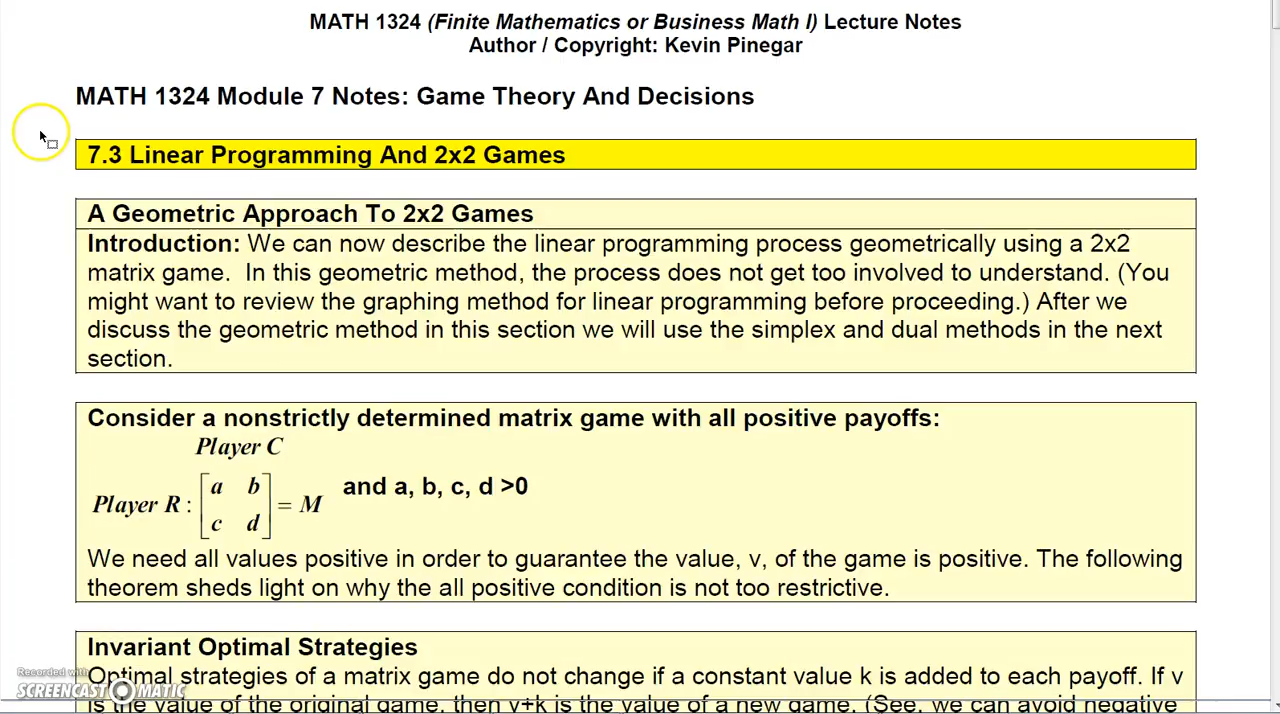 MATH 1324 (Finite Mathematics or Business Math I) Lecture Notes
Author / Copyright: Kevin Pinegar
MATH 1324 Module 7 Notes: Game Theory And Decisions
7.3 Linear Programming And 2x2 Games
A Geometric Approach To 2x2 Games
Introduction: We can now describe the linear programming process geometrically using a 2x2
matrix game.  In this geometric method, the process does not get too involved to understand. (You
might want to review the graphing method for linear programming before proceeding.) After we
discuss the geometric method in this section we will use the simplex and dual methods in the next
section.
Consider a nonstrictly determined matrix game with all positive payoffs:
Player C
Player R : [a b] = M and a, b, c, d >0
[c d]
We need all values positive in order to guarantee the value, v, of the game is positive. The following
theorem sheds light on why the all positive condition is not too restrictive.
Invariant Optimal Strategies
Optimal strategies of a matrix game do not change if a constant value k is added to each payoff. If v
is the value of the original game, then v+k is the value of a new game. (See, we can avoid negative
Recorded with
SCREENCAST O MATIC